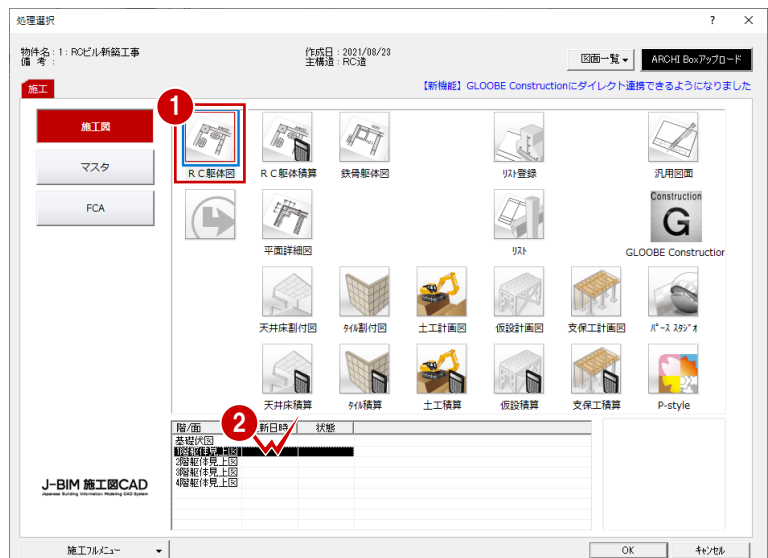 処理選択
? ×
物件名 : 1 : RCビル新築工事
備 考 :
作成日 : 2021/08/23
主構造 : RC造
図面一覧
ARCHI Boxアップロード
施工
【新機能】GLOOBE Constructionにダイレクト連携できるようになりました
1
施工図
マスタ
FCA
RC躯体図
RC躯体積算
鉄骨躯体図
リスト登録
汎用図面
平面詳細図
リスト
Construction
G
GLOOBE Construction
天井床割付図
タイル割付図
土工計画図
仮設計画図
支保工計画図
パース スタジオ
天井床積算
タイル積算
土工積算
仮設積算
支保工積算
P-style
階/面
2
新日時
状態
基礎伏図
1階躯体見上図
2階躯体見上図
3階躯体見上図
4階躯体見上図
J-BIM 施工図CAD
Japanese Building Information Modeling CAD System
施工フルメニュー
OK
キャンセル